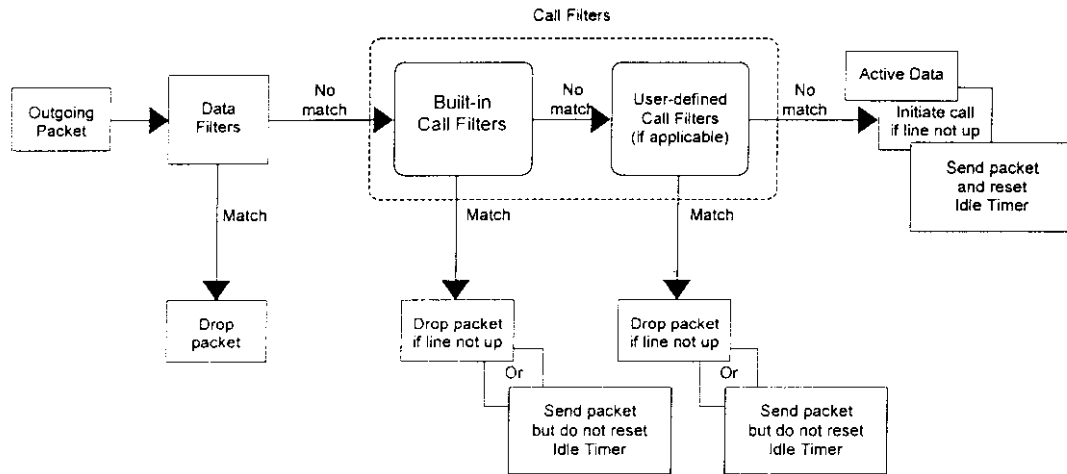 Call Filters
Outgoing
Packet
Data
Filters
No
match
Built-in
Call Filters
No
match
User-defined
Call Filters
(if applicable)
No
match
Active Data
Initiate call
if line not up
Send packet
and reset
Idle Timer
Match
Match
Match
Drop
packet
Drop packet
if line not up
Or
Send packet
but do not reset
Idle Timer
Drop packet
if line not up
Or
Send packet
but do not reset
Idle Timer